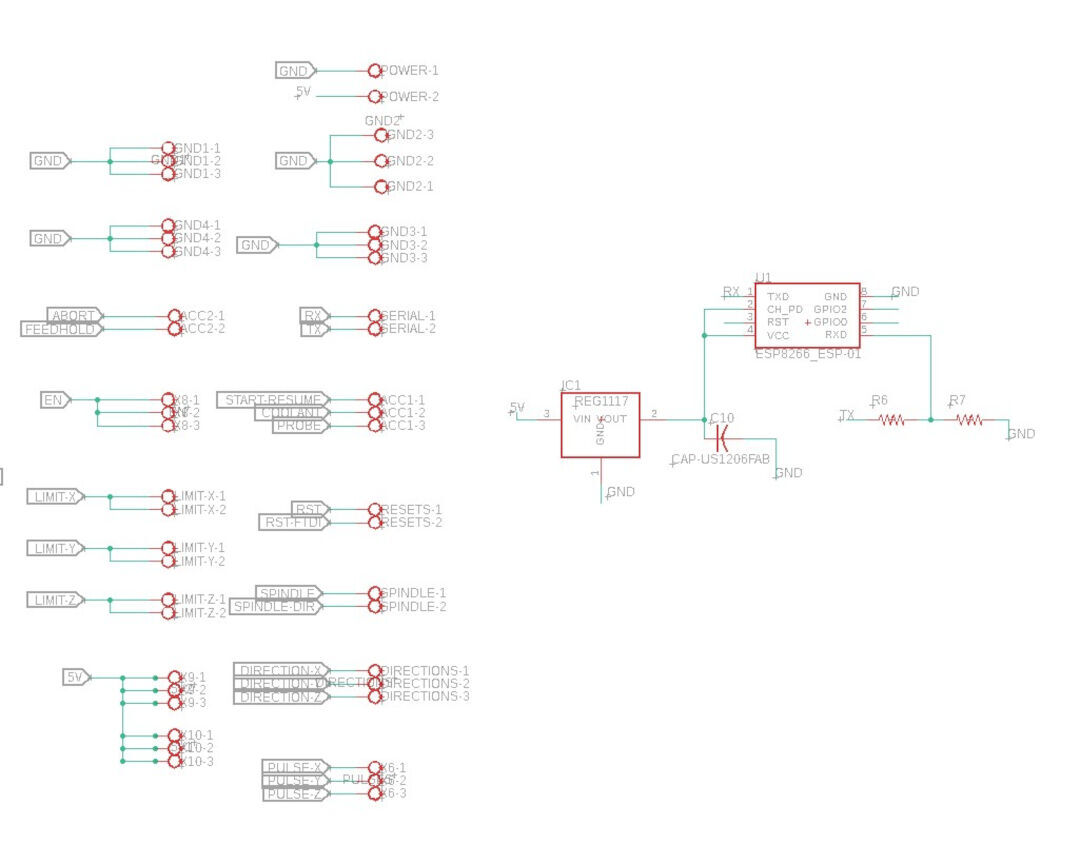 GND POWER-1
5V POWER-2
GND2
GND2-3
GND GND2-2
GND2-1
GND1-1
GND GND1-2
GND1-3
GND4-1
GND GND4-2
GND4-3
GND3-1
GND GND3-2
GND3-3
ABORT ACC2-1
FEEDHOLD ACC2-2
RX SERIAL-1
TX SERIAL-2
EN X8-1
X8-2
X8-3
START-RESUME ACC1-1
COOLANT ACC1-2
PROBE ACC1-3
LIMIT-X LIMIT-X-1
LIMIT-X-2
RST RESETS-1
RST-FTDI RESETS-2
LIMIT-Y LIMIT-Y-1
LIMIT-Y-2
LIMIT-Z LIMIT-Z-1
LIMIT-Z-2
SPINDLE SPINDLE-1
SPINDLE-DIR SPINDLE-2
5V X9-1
X9-2
X9-3
X10-1
X10-2
X10-3
DIRECTION-X DIRECTIONS-1
DIRECTIONS-2
DIRECTION-Z DIRECTIONS-3
PULSE-X X6-1
PULSE-Y X6-2
PULSE-Z X6-3
U1
RX 1 TXD GND 8 GND
2 CH_PD GPIO2 7
3 RST GPIO0 6
4 VCC RXD 5
ESP8266_ESP-01
IC1
REG1117
5V 3 VIN VOUT 2
GND
1
GND
C10
CAP-US1206FAB
GND
TX R6 R7
GND